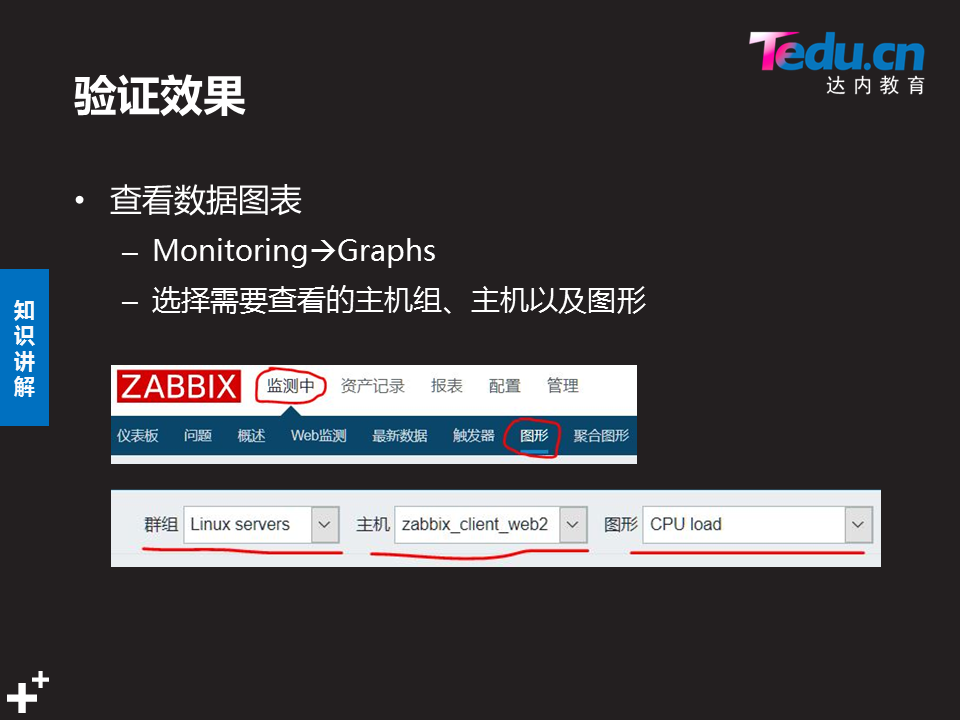 Tedu.cn
达内教育
验证效果
• 查看数据图表
– Monitoring→Graphs
– 选择需要查看的主机组、主机以及图形
知识讲解
ZABBIX 监测中 资产记录 报表 配置 管理
仪表板 问题 概述 Web监测 最新数据 触发器 图形 聚合图形
群组 Linux servers 主机 zabbix_client_web2 图形 CPU load